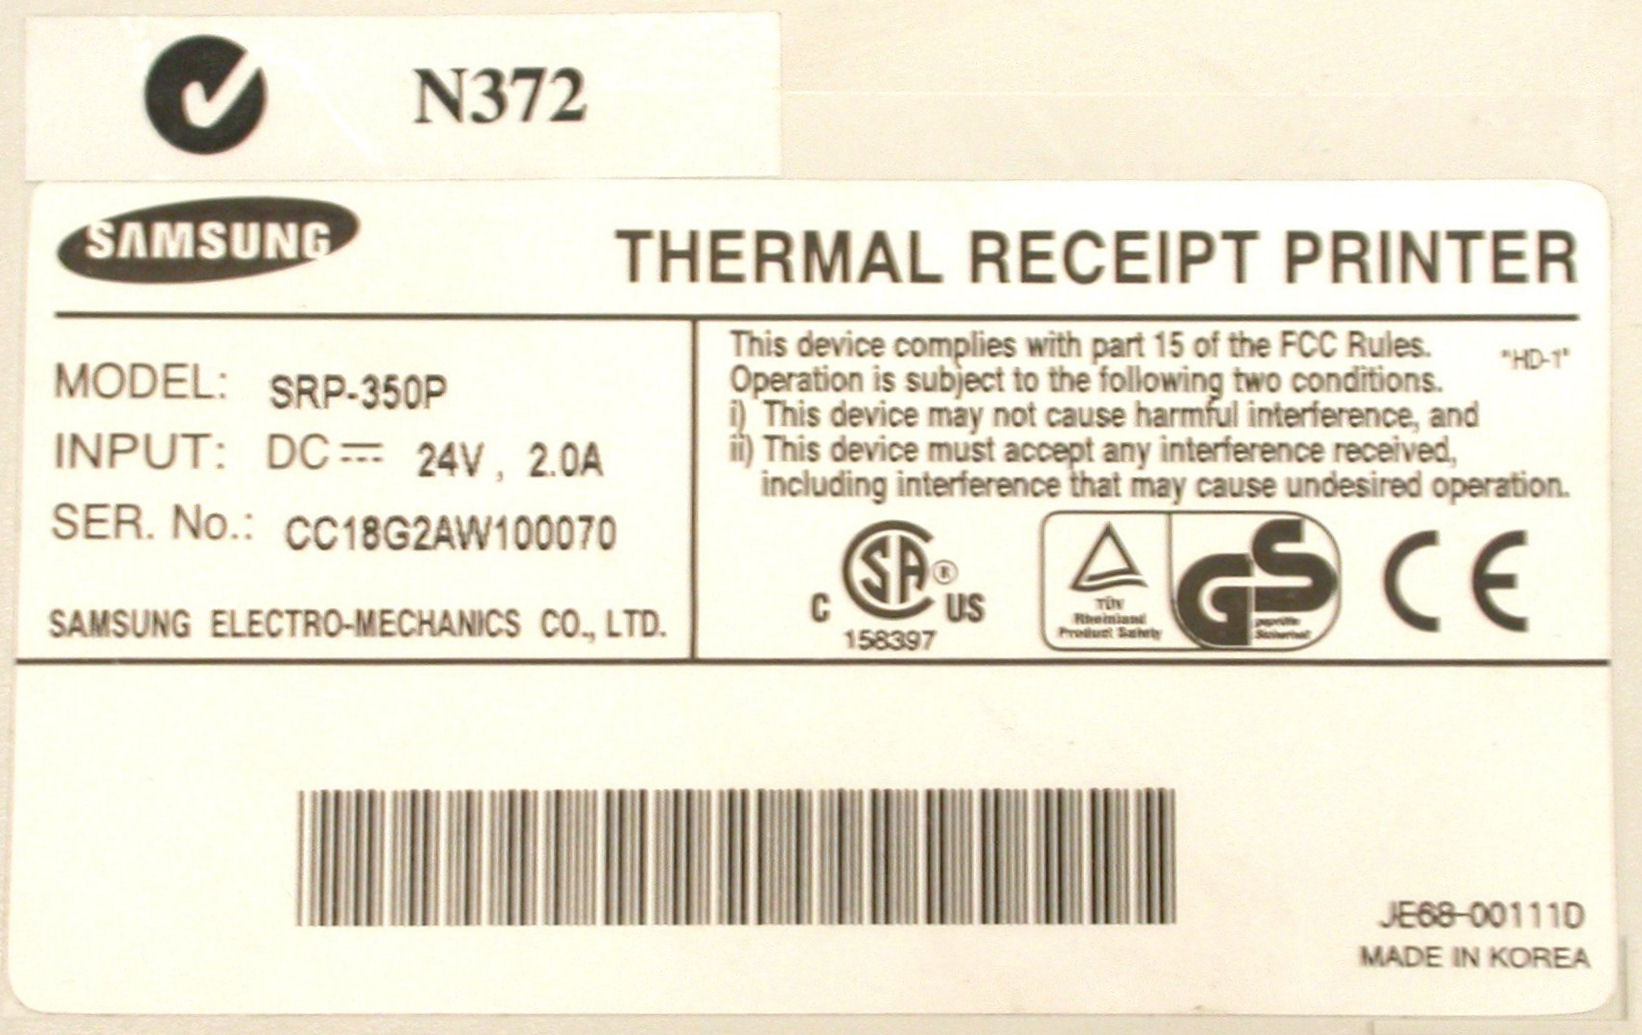 N372
SAMSUNG
THERMAL RECEIPT PRINTER
MODEL: SRP-350P
INPUT: DC 24V, 2.0A
SER. No.: CC18G2AW100070
SAMSUNG ELECTRO-MECHANICS CO., LTD.
This device complies with part 15 of the FCC Rules.
"HD-1"
Operation is subject to the following two conditions.
i) This device may not cause harmful interference, and
ii) This device must accept any interference received,
including interference that may cause undesired operation.
C SA ® US
158397
TÜV
Rheinland
Product Safety
GS
geprüfte
Sicherheit
CE
JE68-00111D
MADE IN KOREA